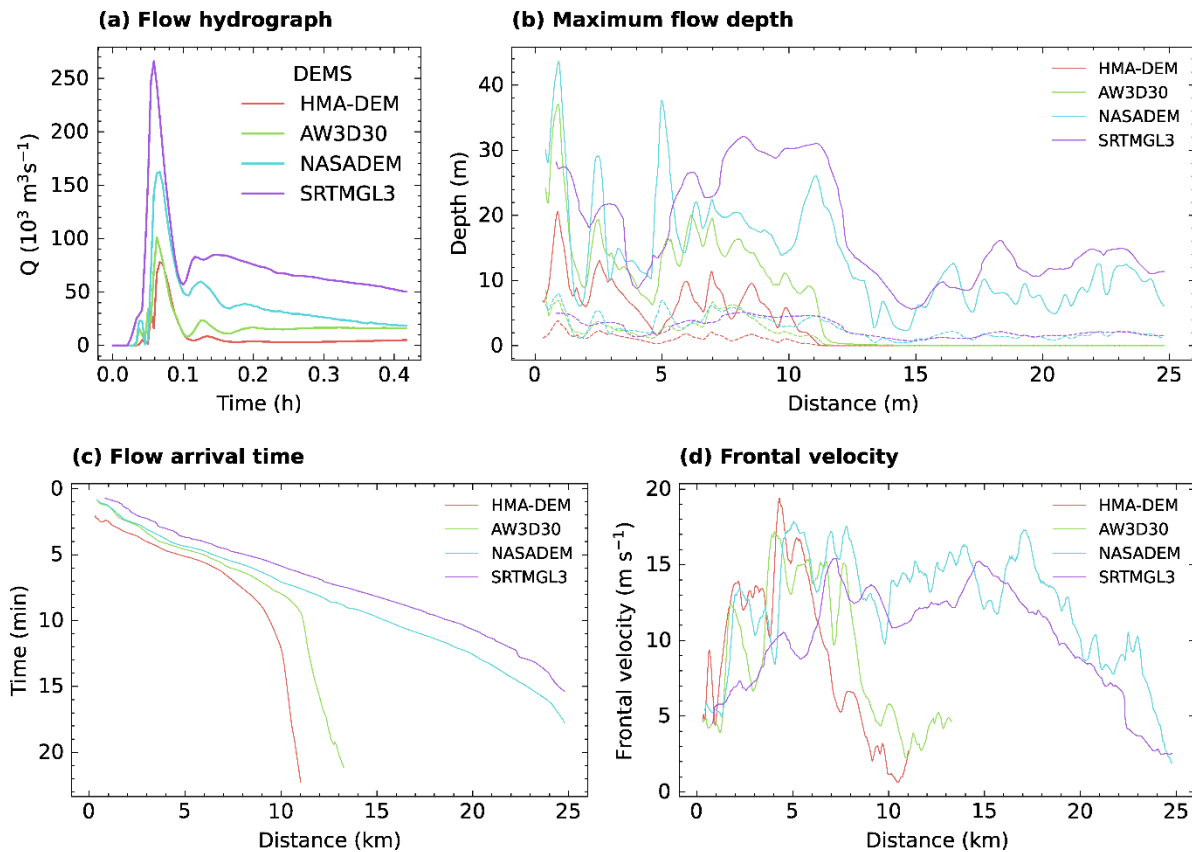 (a) Flow hydrograph
250
200
150
100
50
0
Q (10³ m³s⁻¹)
DEMS
HMA-DEM
AW3D30
NASADEM
SRTMGL3
0.0 0.1 0.2 0.3 0.4
Time (h)
(b) Maximum flow depth
40
30
20
10
0
Depth (m)
HMA-DEM
AW3D30
NASADEM
SRTMGL3
0 5 10 15 20 25
Distance (m)
(c) Flow arrival time
0
5
10
15
20
Time (min)
HMA-DEM
AW3D30
NASADEM
SRTMGL3
0 5 10 15 20 25
Distance (km)
(d) Frontal velocity
20
15
10
5
0
Frontal velocity (m s⁻¹)
HMA-DEM
AW3D30
NASADEM
SRTMGL3
0 5 10 15 20 25
Distance (km)